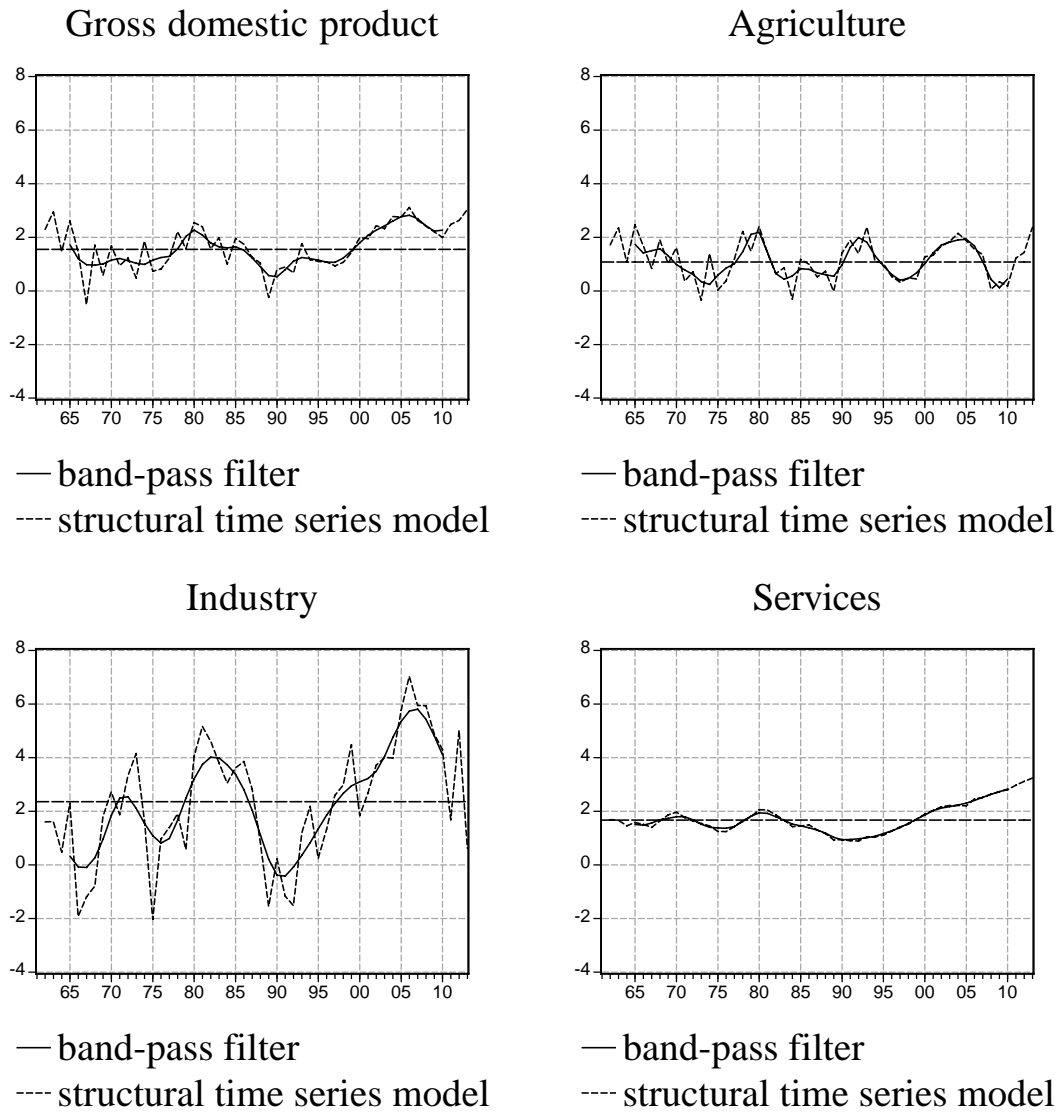 Gross domestic product
8
6
4
2
0
-2
-4
65 70 75 80 85 90 95 00 05 10
band-pass filter
structural time series model
Agriculture
8
6
4
2
0
-2
-4
65 70 75 80 85 90 95 00 05 10
band-pass filter
structural time series model
Industry
8
6
4
2
0
-2
-4
65 70 75 80 85 90 95 00 05 10
band-pass filter
structural time series model
Services
8
6
4
2
0
-2
-4
65 70 75 80 85 90 95 00 05 10
band-pass filter
structural time series model